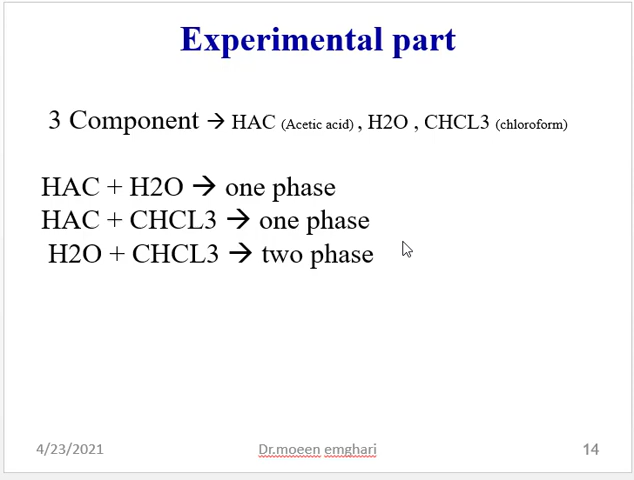 Experimental part
3 Component → HAC (Acetic acid) , H2O , CHCL3 (chloroform)
HAC + H2O → one phase
HAC + CHCL3 → one phase
H2O + CHCL3 → two phase
4/23/2021 Dr.moeen emghari 14